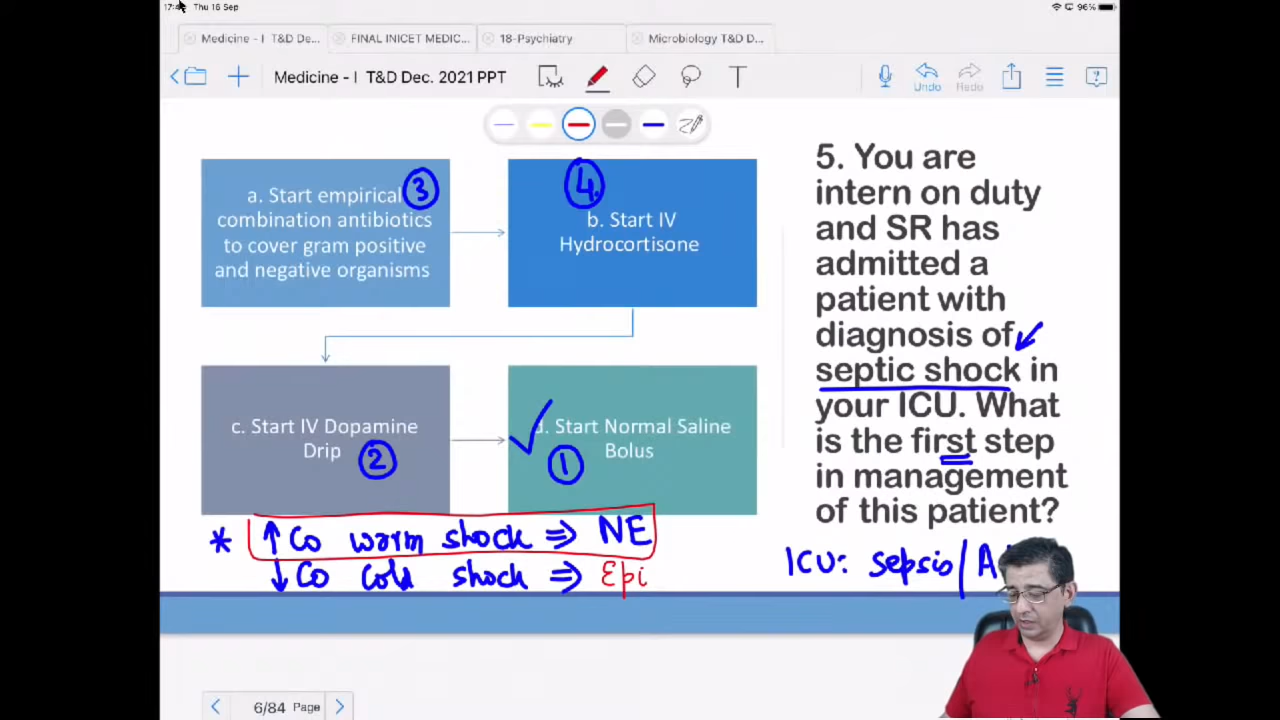 Thu 16 Sep
96%
Medicine - I T&D De...
FINAL INICET MEDIC...
18-Psychiatry
Microbiology T&D D...
Medicine - I T&D Dec. 2021 PPT
T
Undo
Redo
a. Start empirical
combination antibiotics
to cover gram positive
and negative organisms
3
4.
b. Start IV
Hydrocortisone
c. Start IV Dopamine
Drip
2
d. Start Normal Saline
Bolus
1
5. You are
intern on duty
and SR has
admitted a
patient with
diagnosis of
septic shock in
your ICU. What
is the first step
in management
of this patient?
* ↑ CO warm shock ⇒ NE
↓ CO cold shock ⇒ Epi
ICU: sepsis/
6/84 Page